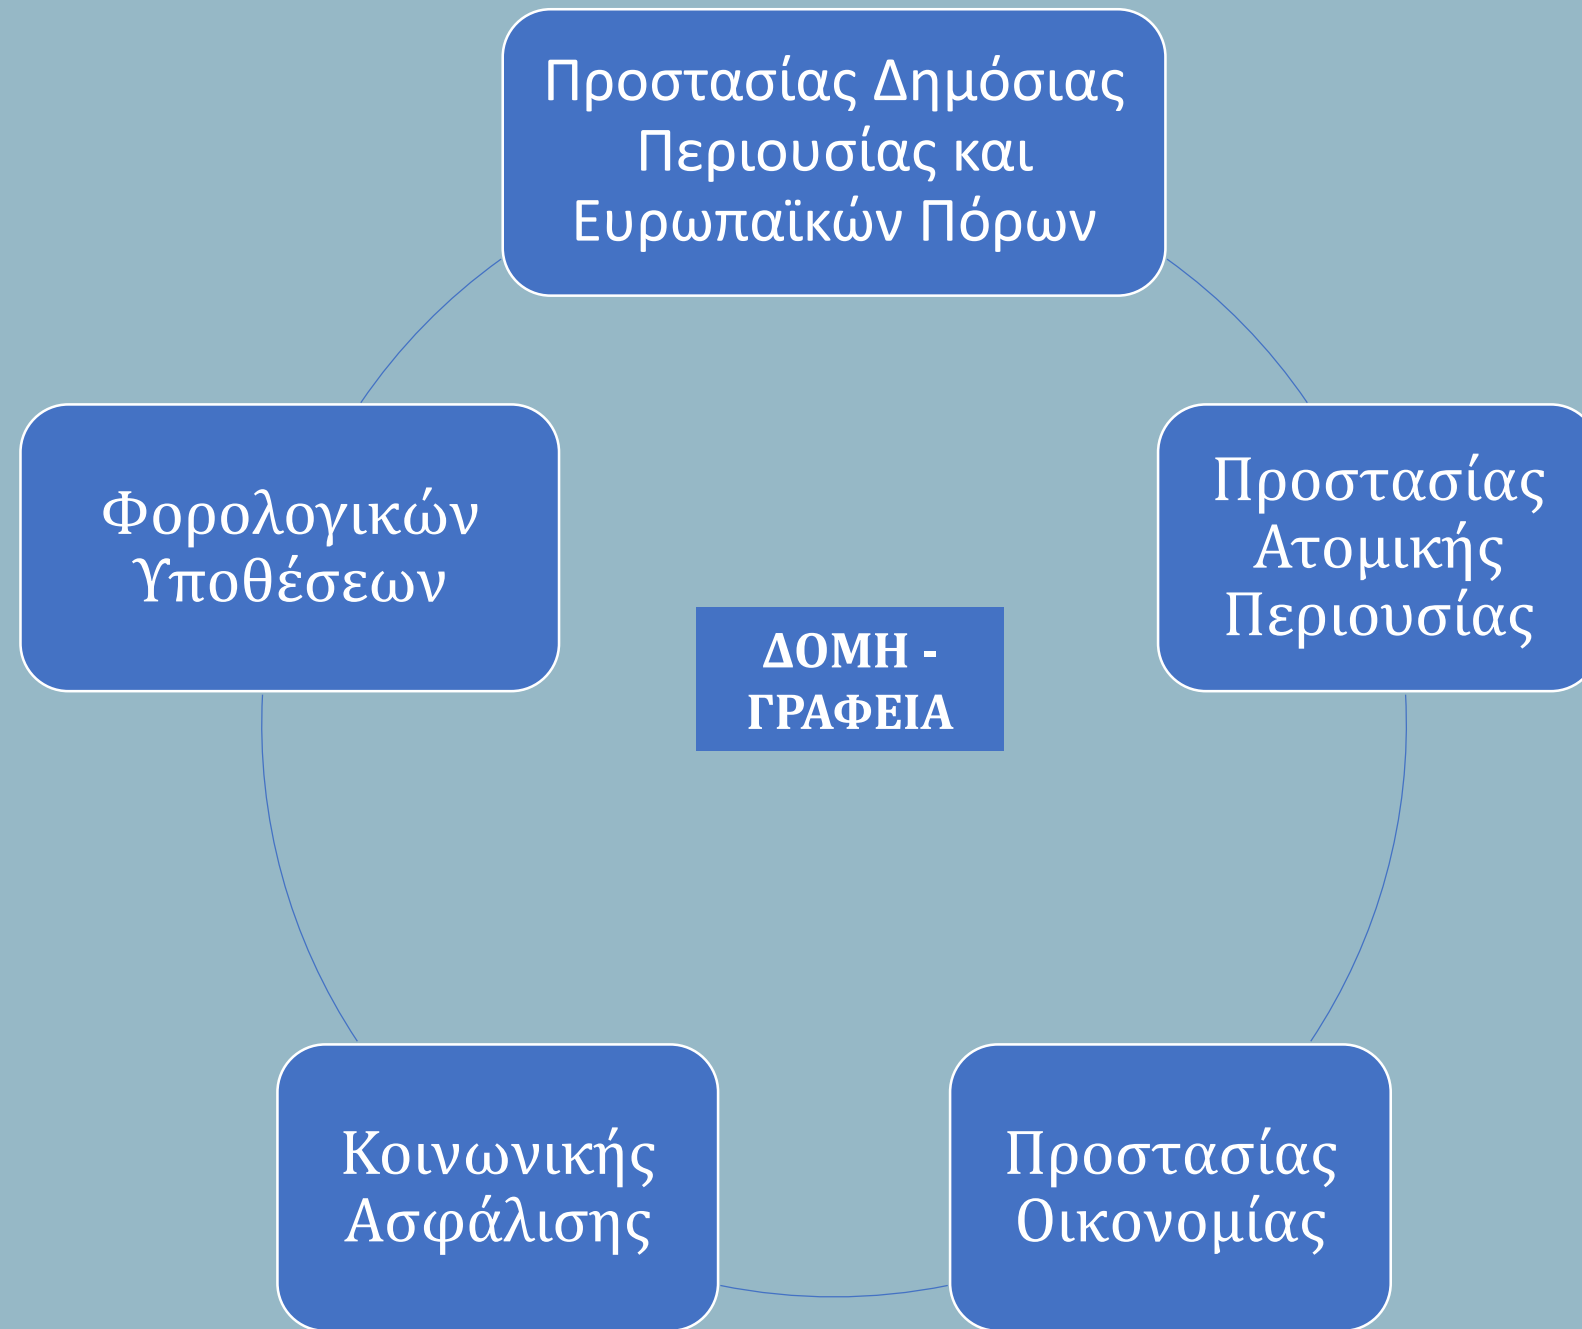 Προστασίας Δημόσιας
Περιουσίας και
Ευρωπαϊκών Πόρων
Προστασίας
Ατομικής
Περιουσίας
Προστασίας
Οικονομίας
Κοινωνικής
Ασφάλισης
Φορολογικών
Υποθέσεων
ΔΟΜΗ -
ΓΡΑΦΕΙΑ